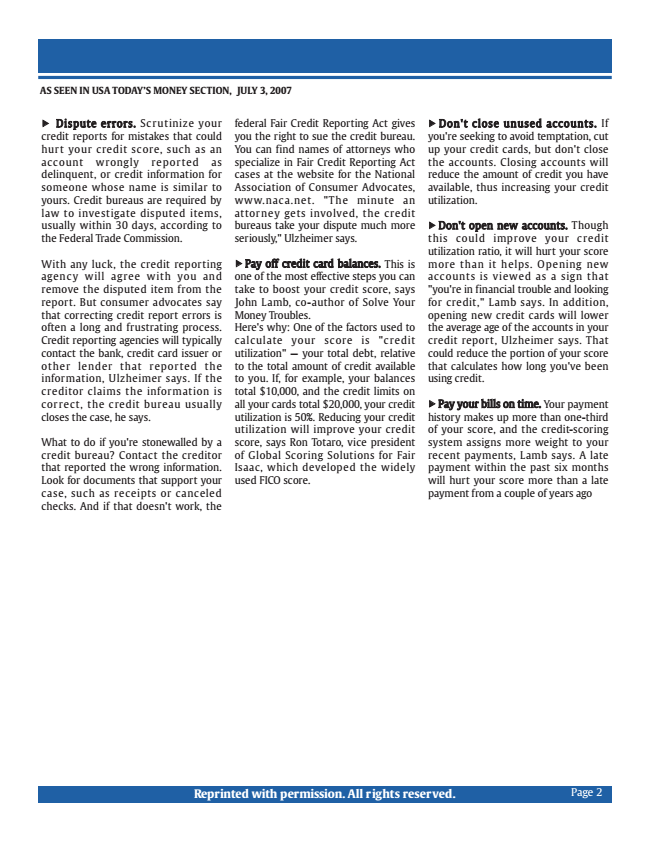 AS SEEN IN USA TODAY'S MONEY SECTION, JULY 3, 2007
▶ Dispute errors. Scrutinize your
credit reports for mistakes that could
hurt your credit score, such as an
account wrongly reported as
delinquent, or credit information for
someone whose name is similar to
yours. Credit bureaus are required by
law to investigate disputed items,
usually within 30 days, according to
the Federal Trade Commission.
With any luck, the credit reporting
agency will agree with you and
remove the disputed item from the
report. But consumer advocates say
that correcting credit report errors is
often a long and frustrating process.
Credit reporting agencies will typically
contact the bank, credit card issuer or
other lender that reported the
information, Ulzheimer says. If the
creditor claims the information is
correct, the credit bureau usually
closes the case, he says.
What to do if you're stonewalled by a
credit bureau? Contact the creditor
that reported the wrong information.
Look for documents that support your
case, such as receipts or canceled
checks. And if that doesn't work, the
federal Fair Credit Reporting Act gives
you the right to sue the credit bureau.
You can find names of attorneys who
specialize in Fair Credit Reporting Act
cases at the website for the National
Association of Consumer Advocates,
www.naca.net. "The minute an
attorney gets involved, the credit
bureaus take your dispute much more
seriously," Ulzheimer says.
▶ Pay off credit card balances. This is
one of the most effective steps you can
take to boost your credit score, says
John Lamb, co-author of Solve Your
Money Troubles.
Here's why: One of the factors used to
calculate your score is "credit
utilization" — your total debt, relative
to the total amount of credit available
to you. If, for example, your balances
total $10,000, and the credit limits on
all your cards total $20,000, your credit
utilization is 50%. Reducing your credit
utilization will improve your credit
score, says Ron Totaro, vice president
of Global Scoring Solutions for Fair
Isaac, which developed the widely
used FICO score.
▶ Don't close unused accounts. If
you're seeking to avoid temptation, cut
up your credit cards, but don't close
the accounts. Closing accounts will
reduce the amount of credit you have
available, thus increasing your credit
utilization.
▶ Don't open new accounts. Though
this could improve your credit
utilization ratio, it will hurt your score
more than it helps. Opening new
accounts is viewed as a sign that
"you're in financial trouble and looking
for credit," Lamb says. In addition,
opening new credit cards will lower
the average age of the accounts in your
credit report, Ulzheimer says. That
could reduce the portion of your score
that calculates how long you've been
using credit.
▶ Pay your bills on time. Your payment
history makes up more than one-third
of your score, and the credit-scoring
system assigns more weight to your
recent payments, Lamb says. A late
payment within the past six months
will hurt your score more than a late
payment from a couple of years ago
Reprinted with permission. All rights reserved.
Page 2